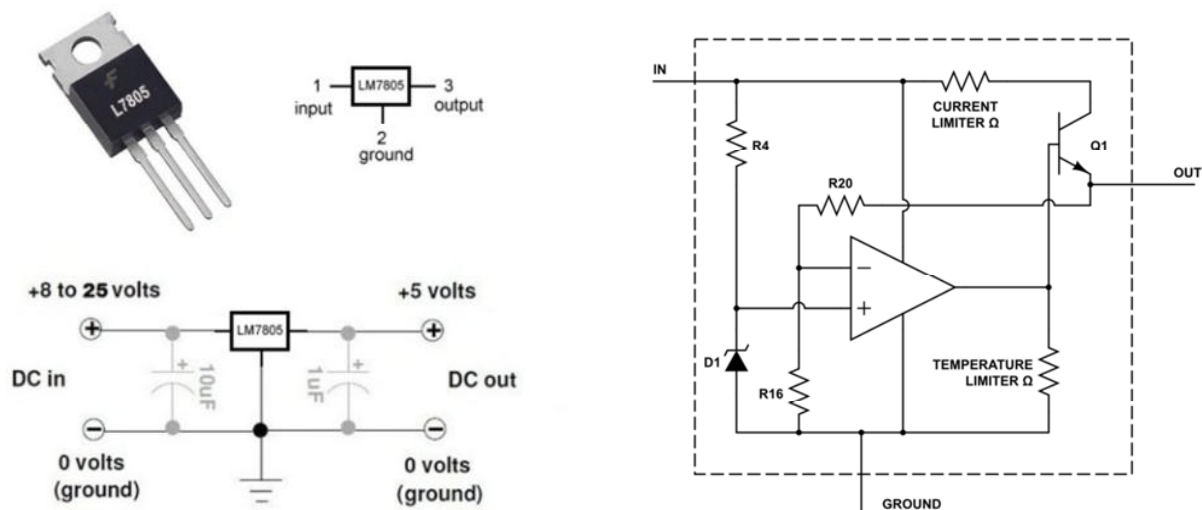 L7805
1
input
LM7805
3
output
2
ground
+8 to 25 volts
+5 volts
+
LM7805
+
DC in
+
10uF
+
1uF
DC out
−
−
0 volts
(ground)
0 volts
(ground)
IN
CURRENT
LIMITER Ω
R4
Q1
OUT
R20
−
+
D1
R16
TEMPERATURE
LIMITER Ω
GROUND